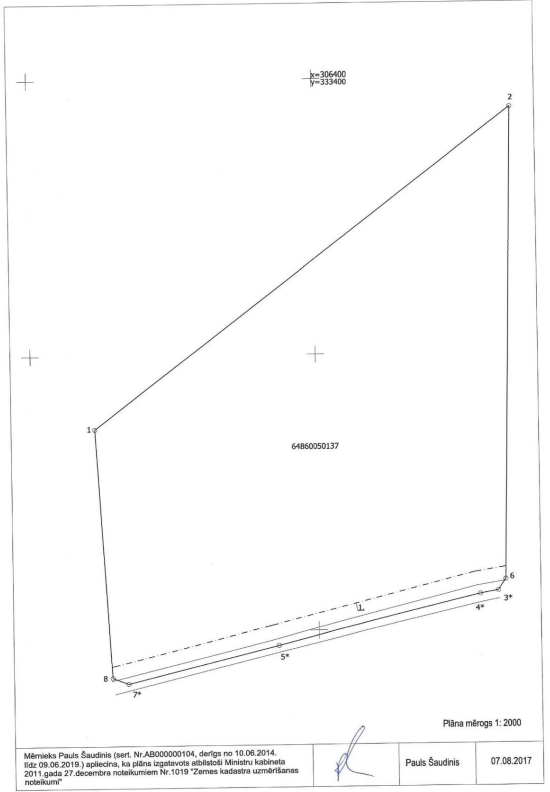 x=306400
y=333400
2
1
64860050137
6
1
3*
4*
5*
8
7*
Plāna mērogs 1: 2000
Mērnieks Pauls Šaudinis (sert. Nr.AB000000104, derīgs no 10.06.2014.
līdz 09.06.2019.) apliecina, ka plāns izgatavots atbilstoši Ministru kabineta
2011.gada 27.decembra noteikumiem Nr.1019 "Zemes kadastra uzmērīšanas
noteikumi"
Pauls Šaudinis
07.08.2017